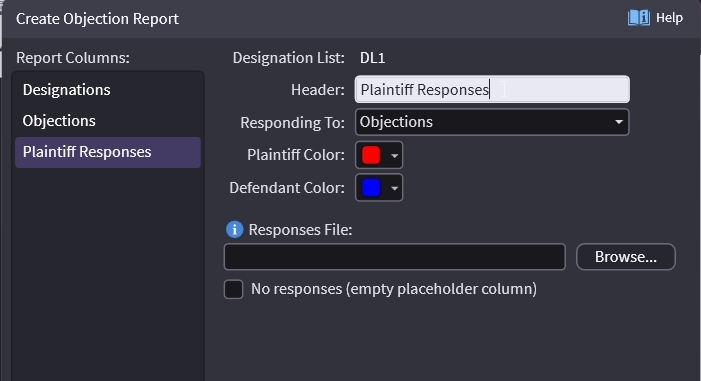 Create Objection Report
Help
Report Columns:
Designations
Objections
Plaintiff Responses
Designation List: DL1
Header: Plaintiff Responses
Responding To: Objections
Plaintiff Color:
Defendant Color:
Responses File:
Browse...
No responses (empty placeholder column)